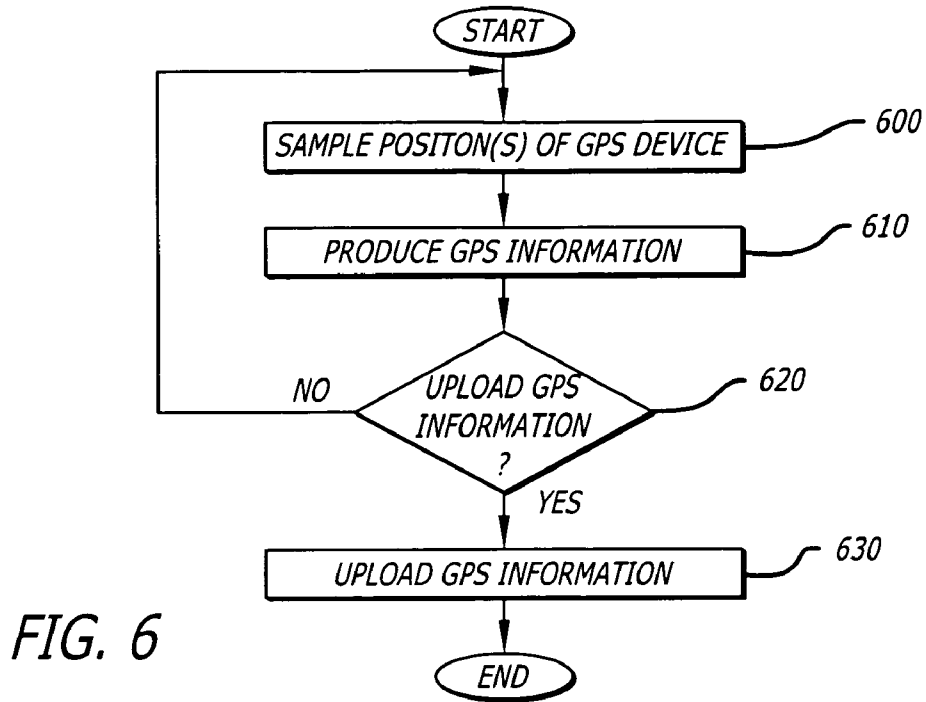 START
SAMPLE POSITON(S) OF GPS DEVICE
600
PRODUCE GPS INFORMATION
610
UPLOAD GPS
INFORMATION
?
620
NO
YES
UPLOAD GPS INFORMATION
630
END
FIG. 6